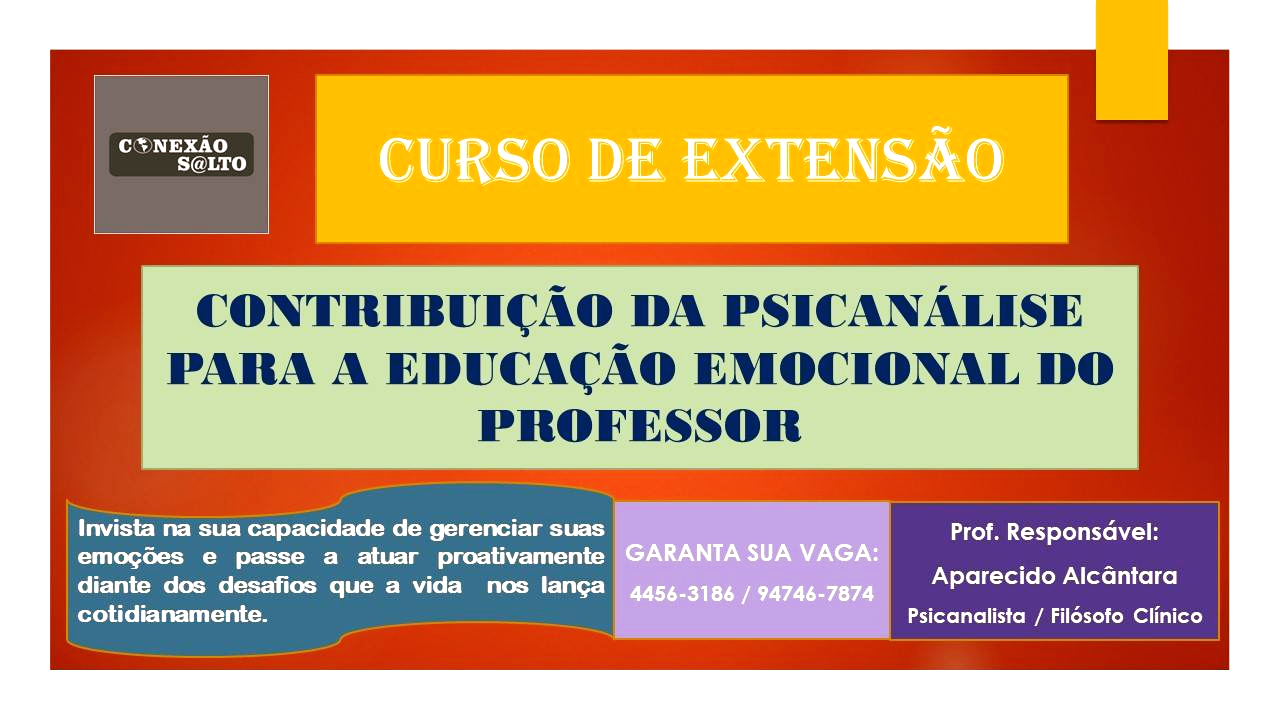 CONEXÃO
S@LTO
CURSO DE EXTENSÃO
CONTRIBUIÇÃO DA PSICANÁLISE
PARA A EDUCAÇÃO EMOCIONAL DO
PROFESSOR
Invista na sua capacidade de gerenciar suas
emoções e passe a atuar proativamente
diante dos desafios que a vida nos lança
cotidianamente.
GARANTA SUA VAGA:
4456-3186 / 94746-7874
Prof. Responsável:
Aparecido Alcântara
Psicanalista / Filósofo Clínico